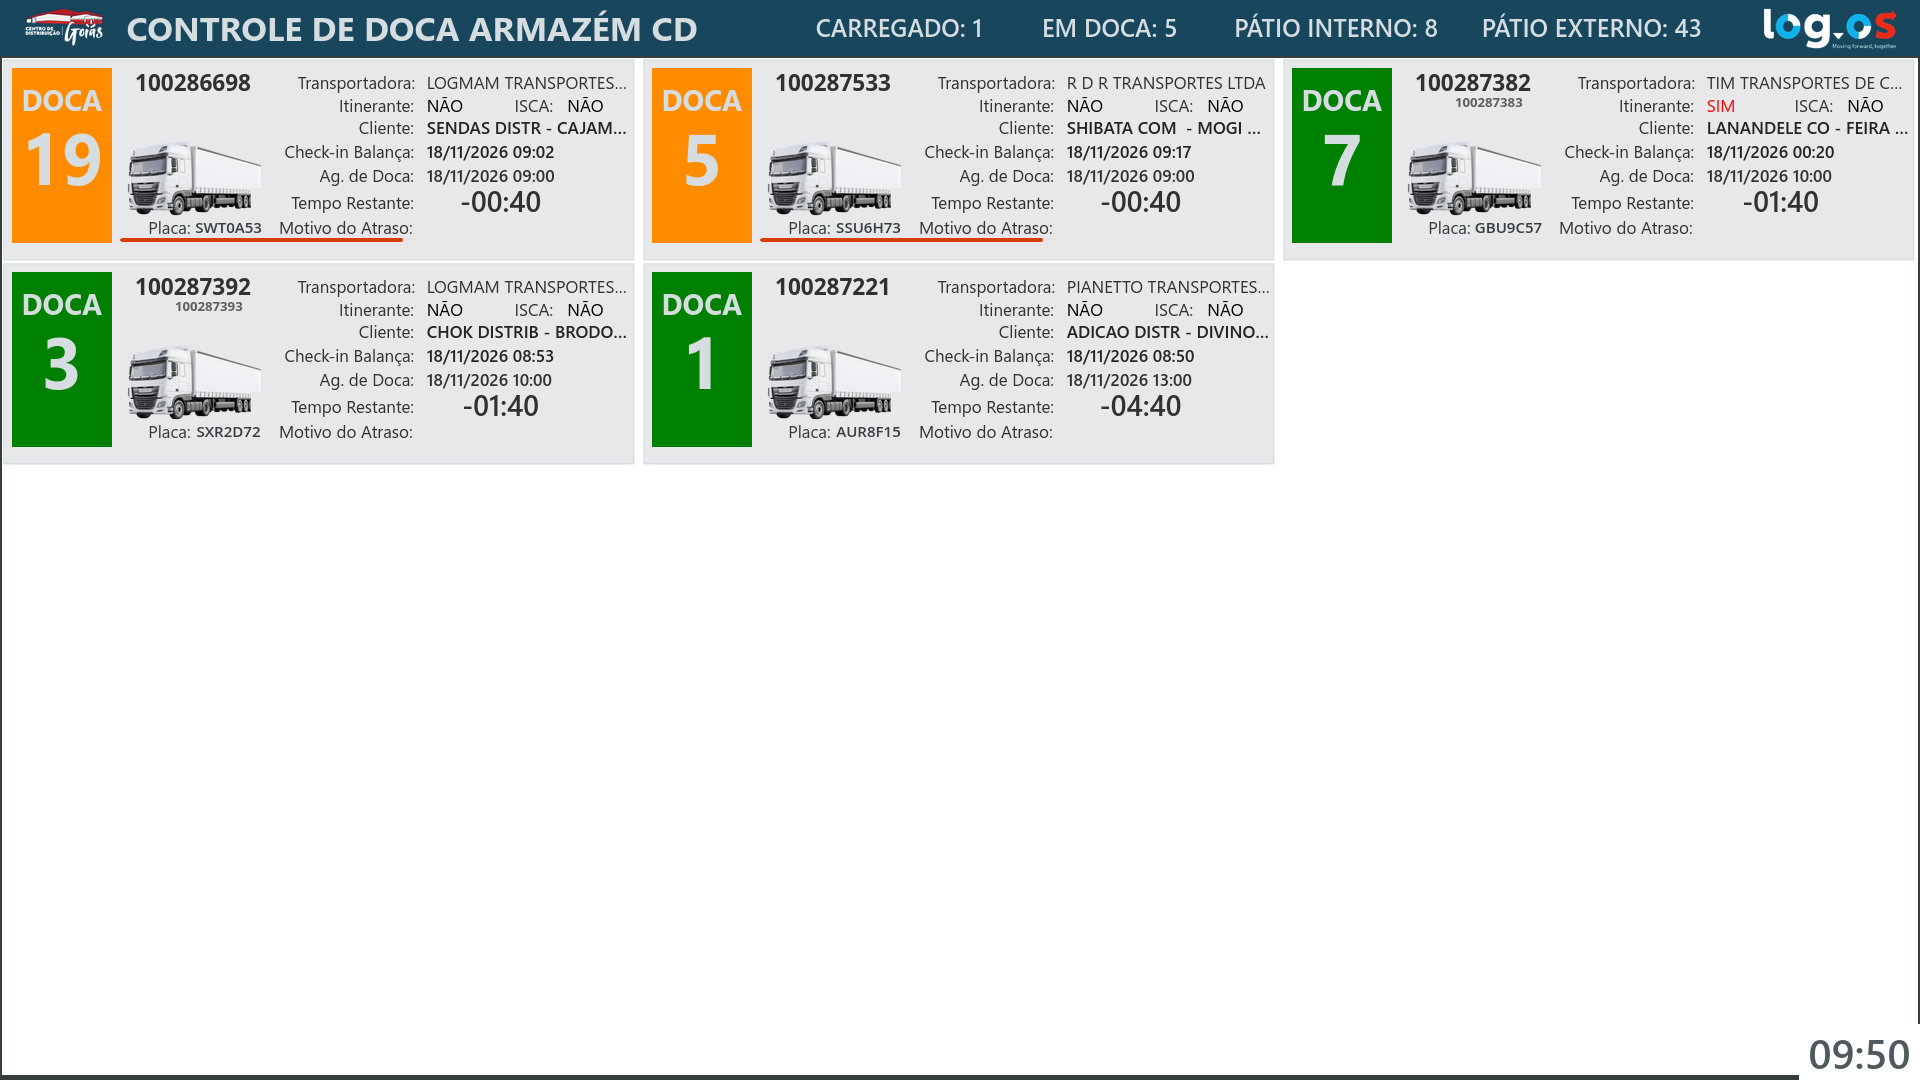 CENTRO DE DISTRIBUIÇÃO Goiás
CONTROLE DE DOCA ARMAZÉM CD
CARREGADO: 1
EM DOCA: 5
PÁTIO INTERNO: 8
PÁTIO EXTERNO: 43
log.os
Moving forward, together
DOCA
19
100286698
Transportadora: LOGMAM TRANSPORTES...
Itinerante: NÃO ISCA: NÃO
Cliente: SENDAS DISTR - CAJAM...
Check-in Balança: 18/11/2026 09:02
Ag. de Doca: 18/11/2026 09:00
Tempo Restante: -00:40
Placa: SWT0A53
Motivo do Atraso:
DOCA
5
100287533
Transportadora: R D R TRANSPORTES LTDA
Itinerante: NÃO ISCA: NÃO
Cliente: SHIBATA COM - MOGI ...
Check-in Balança: 18/11/2026 09:17
Ag. de Doca: 18/11/2026 09:00
Tempo Restante: -00:40
Placa: SSU6H73
Motivo do Atraso:
DOCA
7
100287382
100287383
Transportadora: TIM TRANSPORTES DE C...
Itinerante: SIM ISCA: NÃO
Cliente: LANANDELE CO - FEIRA ...
Check-in Balança: 18/11/2026 00:20
Ag. de Doca: 18/11/2026 10:00
Tempo Restante: -01:40
Placa: GBU9C57
Motivo do Atraso:
DOCA
3
100287392
100287393
Transportadora: LOGMAM TRANSPORTES...
Itinerante: NÃO ISCA: NÃO
Cliente: CHOK DISTRIB - BRODO...
Check-in Balança: 18/11/2026 08:53
Ag. de Doca: 18/11/2026 10:00
Tempo Restante: -01:40
Placa: SXR2D72
Motivo do Atraso:
DOCA
1
100287221
Transportadora: PIANETTO TRANSPORTES...
Itinerante: NÃO ISCA: NÃO
Cliente: ADICAO DISTR - DIVINO...
Check-in Balança: 18/11/2026 08:50
Ag. de Doca: 18/11/2026 13:00
Tempo Restante: -04:40
Placa: AUR8F15
Motivo do Atraso:
09:50